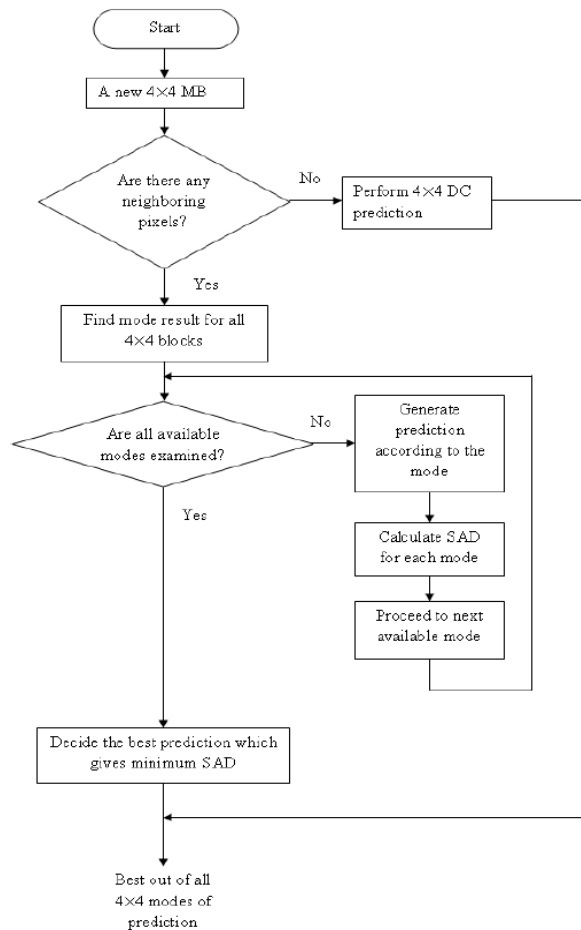 Start
A new 4×4 MB
Are there any
neighboring
pixels?
No
Perform 4×4 DC
prediction
Yes
Find mode result for all
4×4 blocks
Are all available
modes examined?
No
Generate
prediction
according to the
mode
Yes
Calculate SAD
for each mode
Proceed to next
available mode
Decide the best prediction which
gives minimum SAD
Best out of all
4×4 modes of
prediction